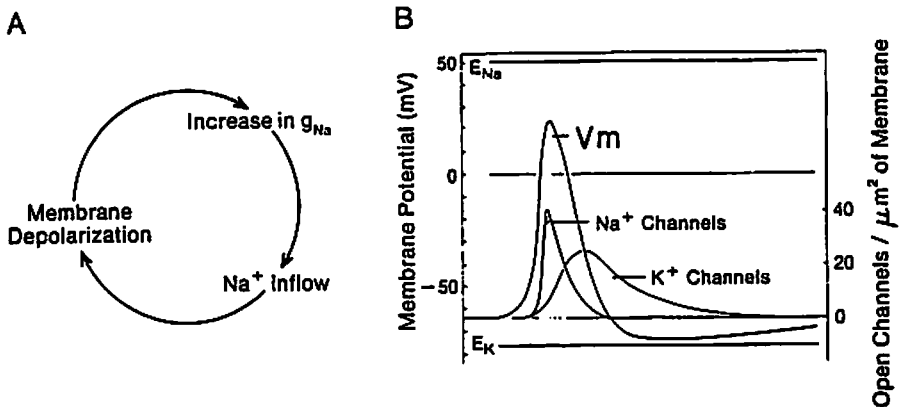 A
Increase in gNa
Membrane
Depolarization
Na+ Inflow
B
Membrane Potential (mV)
50
0
−50
ENa
Vm
Na+ Channels
K+ Channels
EK
40
20
0
Open Channels / μm² of Membrane